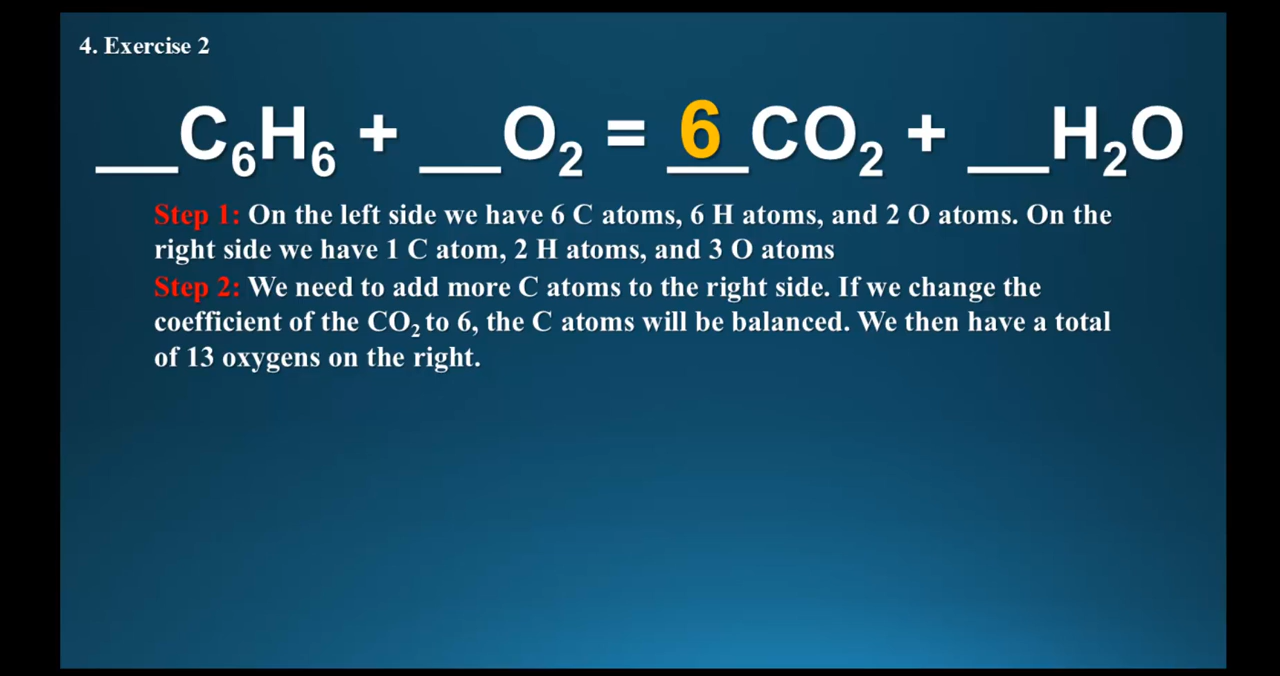 4. Exercise 2
__C₆H₆ + __O₂ = 6 CO₂ + __H₂O
Step 1: On the left side we have 6 C atoms, 6 H atoms, and 2 O atoms. On the
right side we have 1 C atom, 2 H atoms, and 3 O atoms
Step 2: We need to add more C atoms to the right side. If we change the
coefficient of the CO₂ to 6, the C atoms will be balanced. We then have a total
of 13 oxygens on the right.